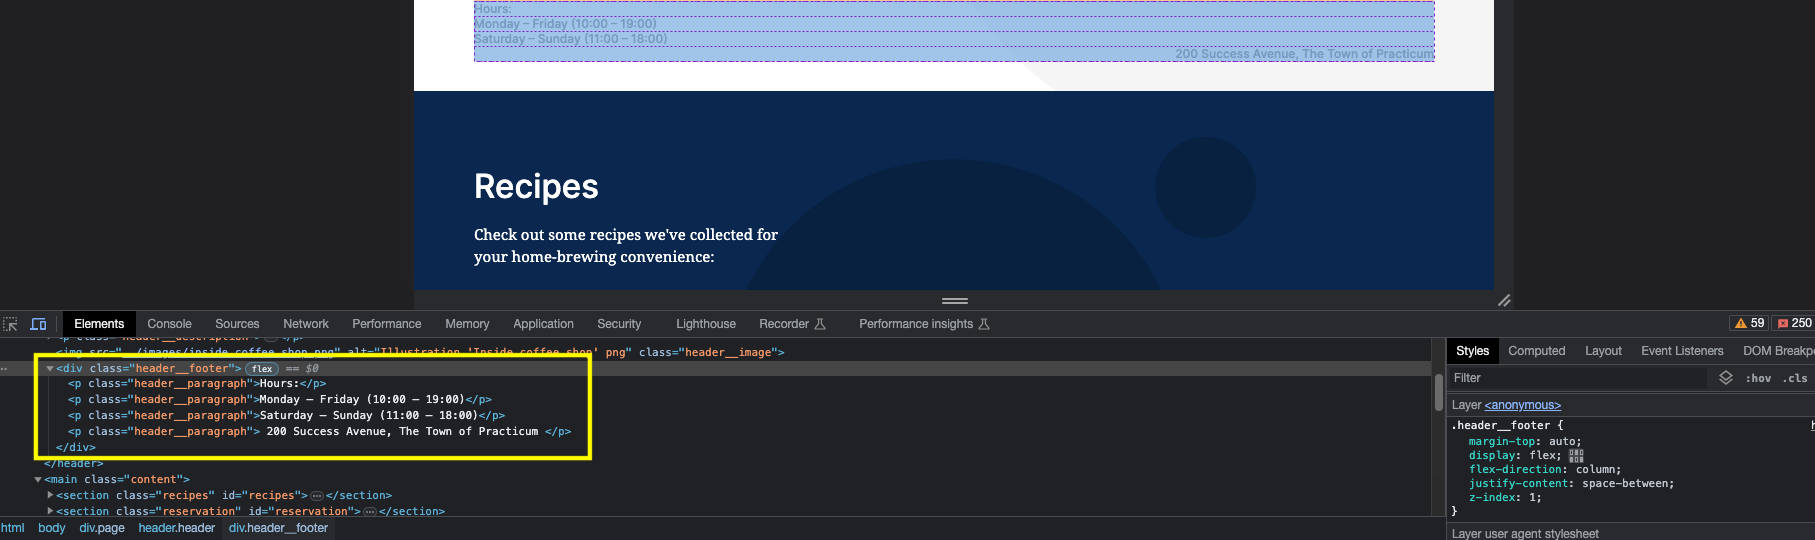 Hours:
Monday – Friday (10:00 – 19:00)
Saturday – Sunday (11:00 – 18:00)
200 Success Avenue, The Town of Practicum
Recipes
Check out some recipes we've collected for
your home-brewing convenience:
Elements Console Sources Network Performance Memory Application Security Lighthouse Recorder Performance insights 59 250
<p class="header__description">…</p>
<img src="../images/inside-coffee-shop.png" alt="Illustration 'Inside coffee shop' png" class="header__image">
<div class="header__footer"> flex == $0
<p class="header__paragraph">Hours:</p>
<p class="header__paragraph">Monday – Friday (10:00 – 19:00)</p>
<p class="header__paragraph">Saturday – Sunday (11:00 – 18:00)</p>
<p class="header__paragraph"> 200 Success Avenue, The Town of Practicum </p>
</div>
</header>
<main class="content">
<section class="recipes" id="recipes">…</section>
<section class="reservation" id="reservation">…</section>
html body div.page header.header div.header__footer
Styles Computed Layout Event Listeners DOM Breakp
Filter :hov .cls
Layer <anonymous>
.header__footer {
margin-top: auto;
display: flex;
flex-direction: column;
justify-content: space-between;
z-index: 1;
}
Layer user agent stylesheet